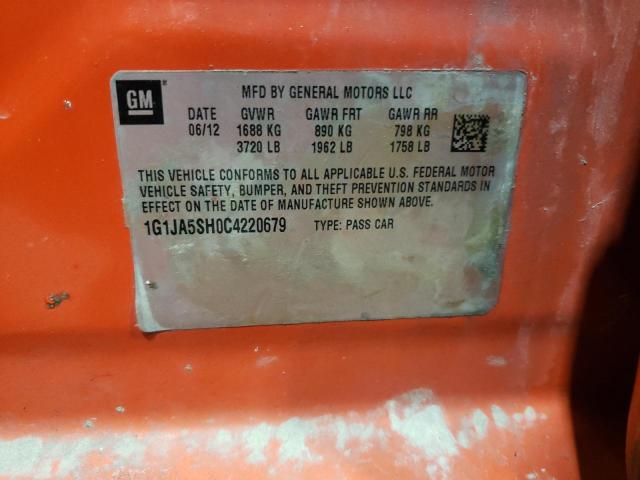 GM
MFD BY GENERAL MOTORS LLC
DATE GVWR GAWR FRT GAWR RR
06/12 1688 KG 890 KG 798 KG
3720 LB 1962 LB 1758 LB
THIS VEHICLE CONFORMS TO ALL APPLICABLE U.S. FEDERAL MOTOR
VEHICLE SAFETY, BUMPER, AND THEFT PREVENTION STANDARDS IN
EFFECT ON THE DATE OF MANUFACTURE SHOWN ABOVE.
1G1JA5SH0C4220679 TYPE: PASS CAR